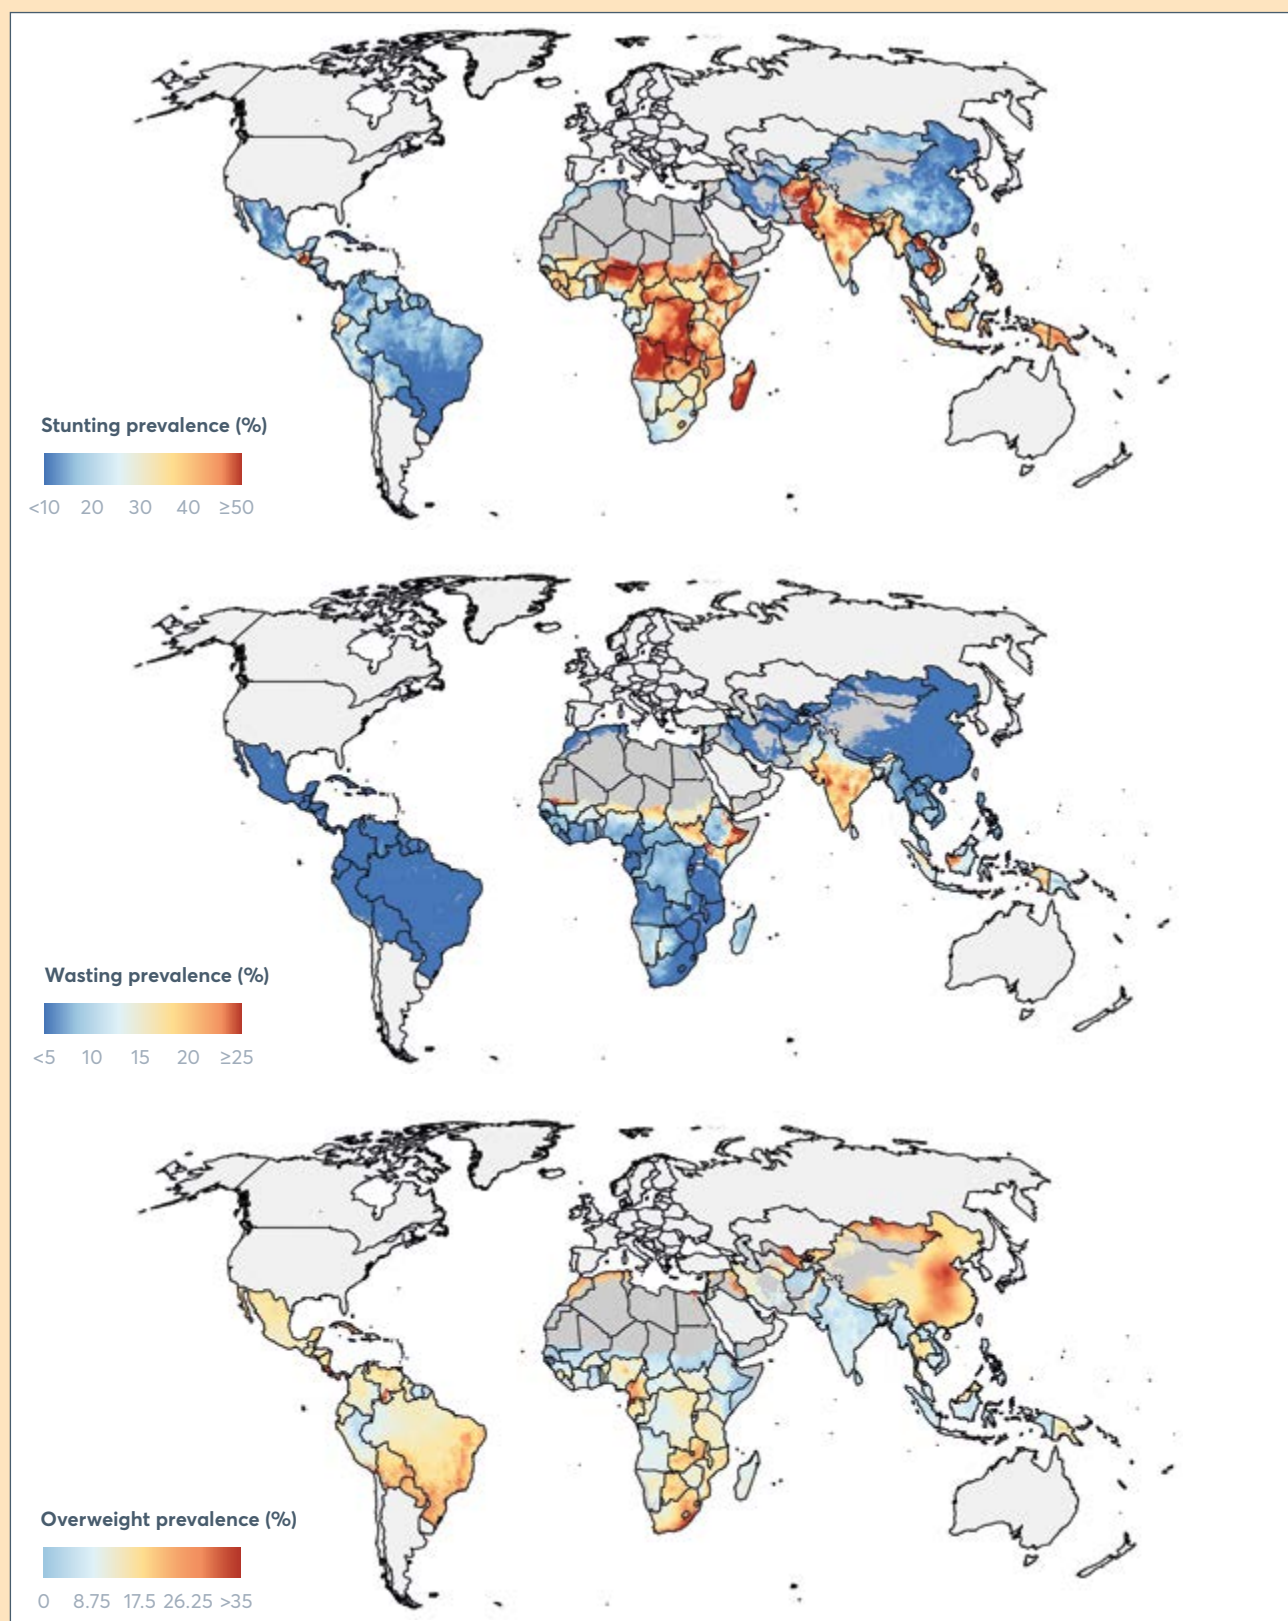 Stunting prevalence (%)
<10 20 30 40 ≥50
Wasting prevalence (%)
<5 10 15 20 ≥25
Overweight prevalence (%)
0 8.75 17.5 26.25 >35